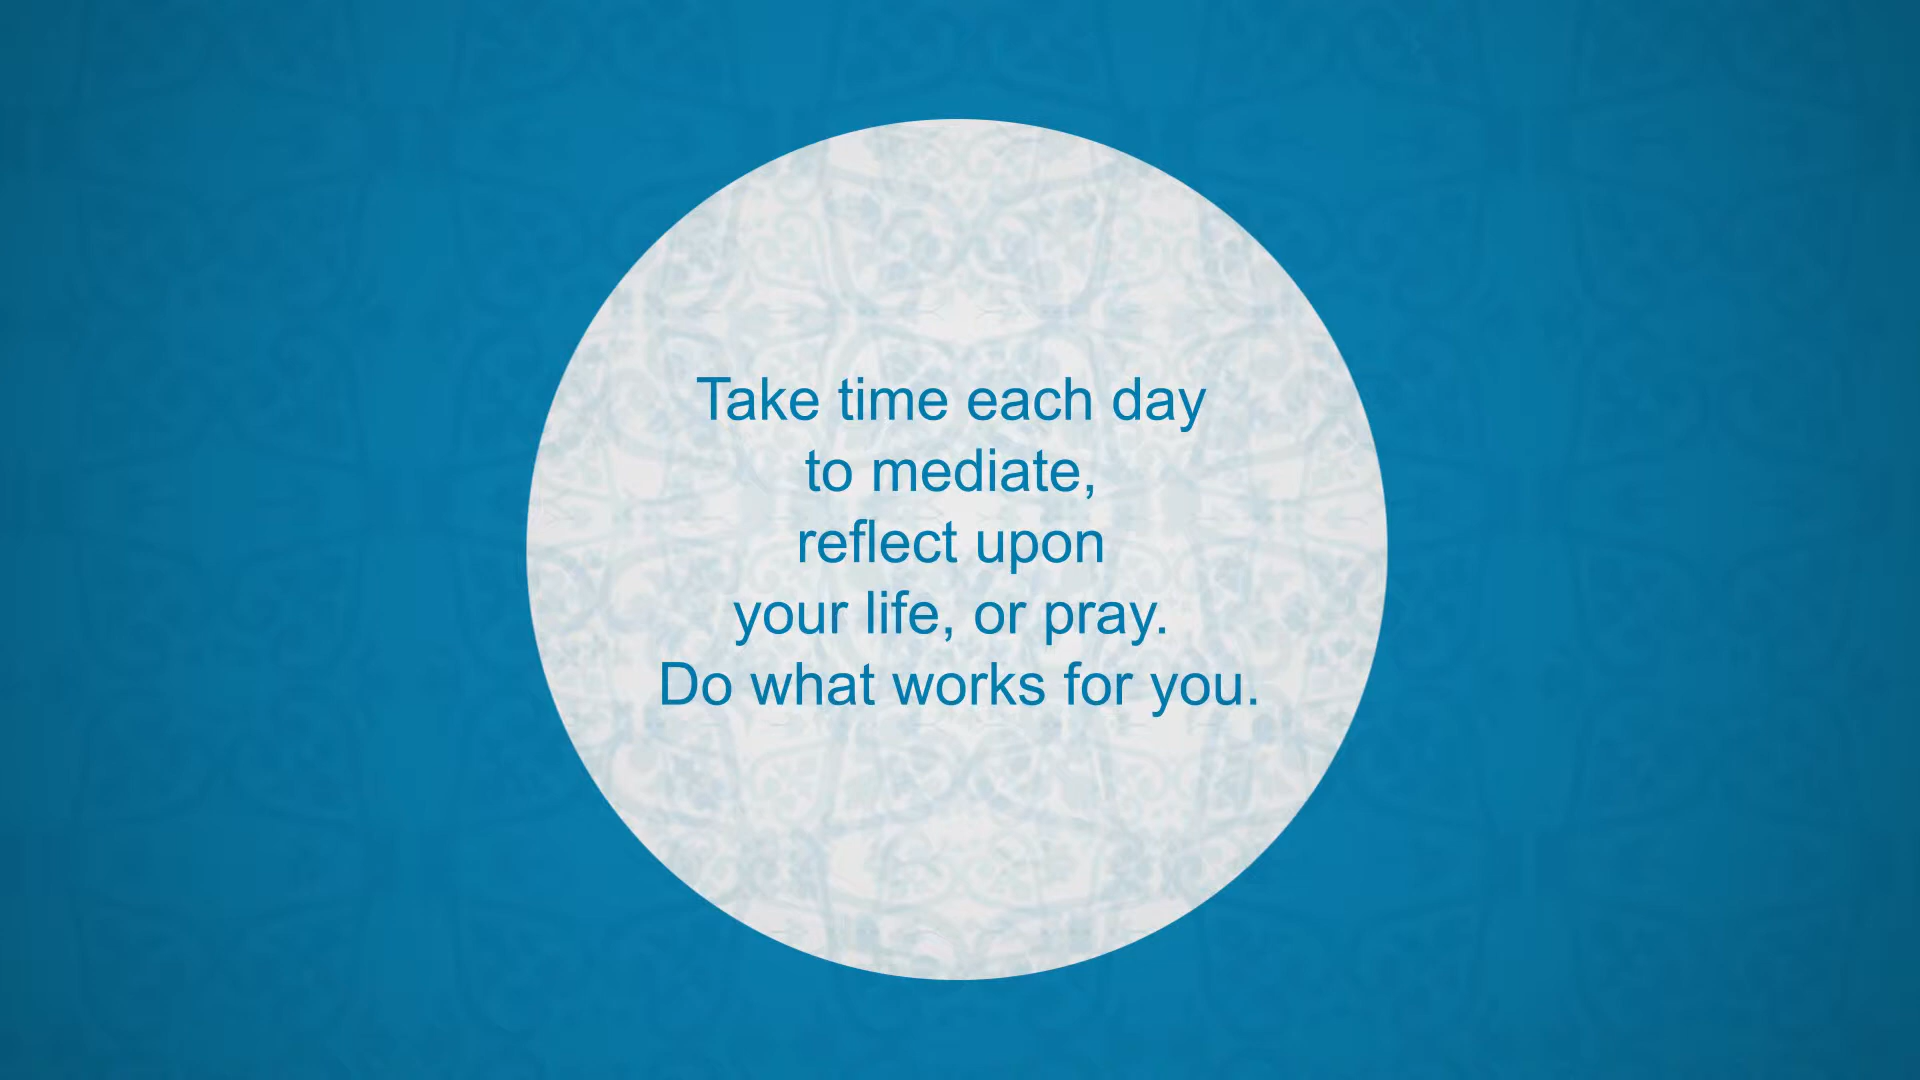 Take time each day
to mediate,
reflect upon
your life, or pray.
Do what works for you.